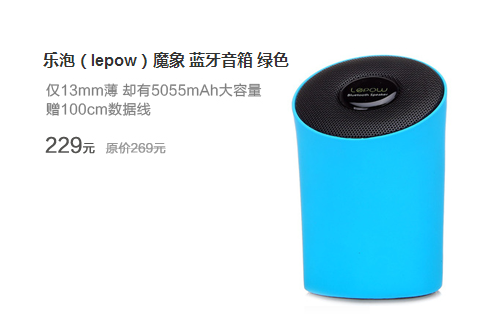 乐泡（lepow）魔象 蓝牙音箱 绿色
仅13mm薄 却有5055mAh大容量
赠100cm数据线
229元 原价269元
LEPOW
Bluetooth Speaker